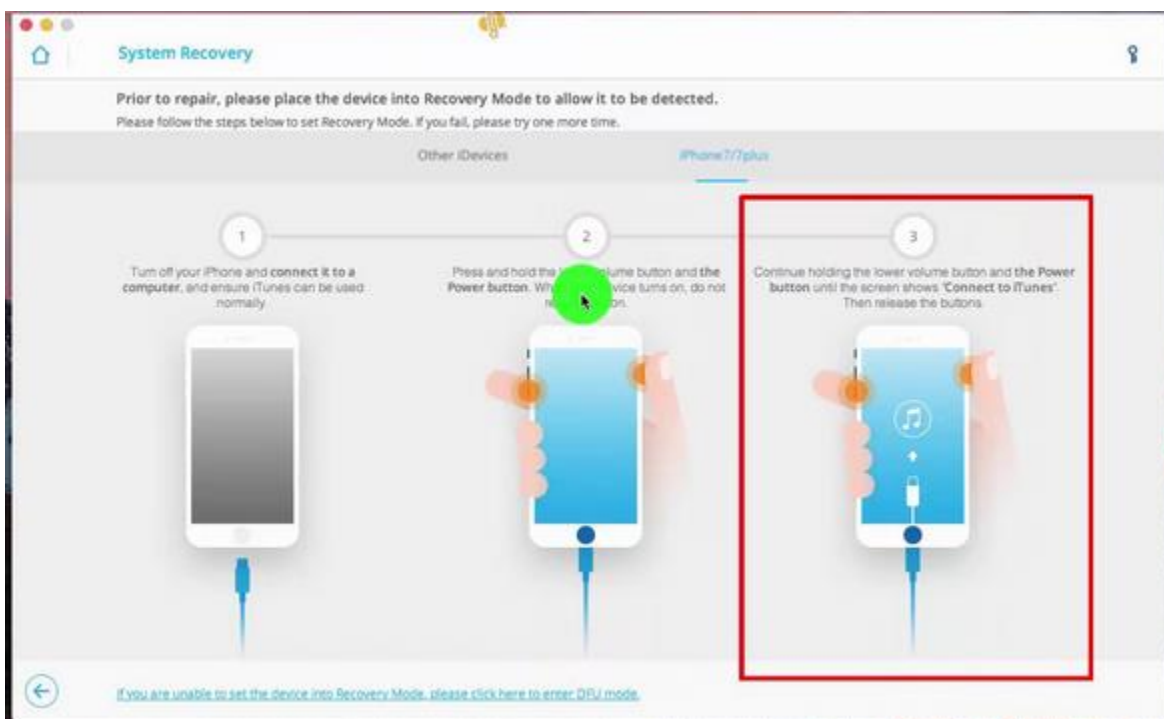 System Recovery
Prior to repair, please place the device into Recovery Mode to allow it to be detected.
Please follow the steps below to set Recovery Mode. If you fail, please try one more time.
Other iDevices
iPhone7/7plus
1
2
3
Turn off your iPhone and connect it to a
computer, and ensure iTunes can be used
normally
Press and hold the volume button and the
Power button. Wh vice turns on, do not
on.
Continue holding the lower volume button and the Power
button until the screen shows "Connect to iTunes".
Then release the buttons.
If you are unable to set the device into Recovery Mode, please click here to enter DFU mode.